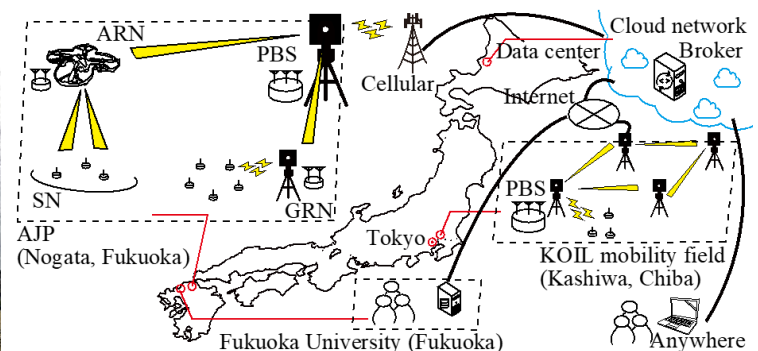 ARN
PBS
Cellular
Data center
Cloud network
Broker
Internet
SN
GRN
AJP
(Nogata, Fukuoka)
Tokyo
PBS
KOIL mobility field
(Kashiwa, Chiba)
Fukuoka University (Fukuoka)
Anywhere